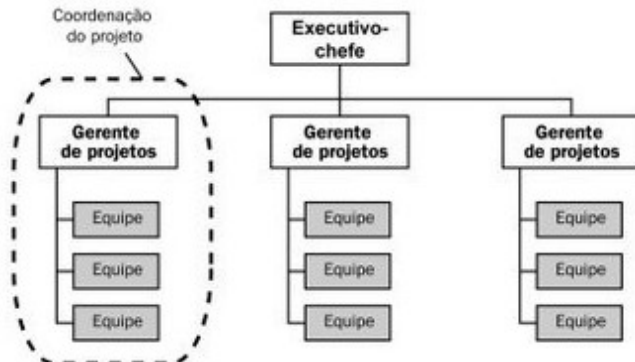 Coordenação
do projeto
Executivo-
chefe
Gerente
de projetos
Gerente
de projetos
Gerente
de projetos
Equipe
Equipe
Equipe
Equipe
Equipe
Equipe
Equipe
Equipe
Equipe